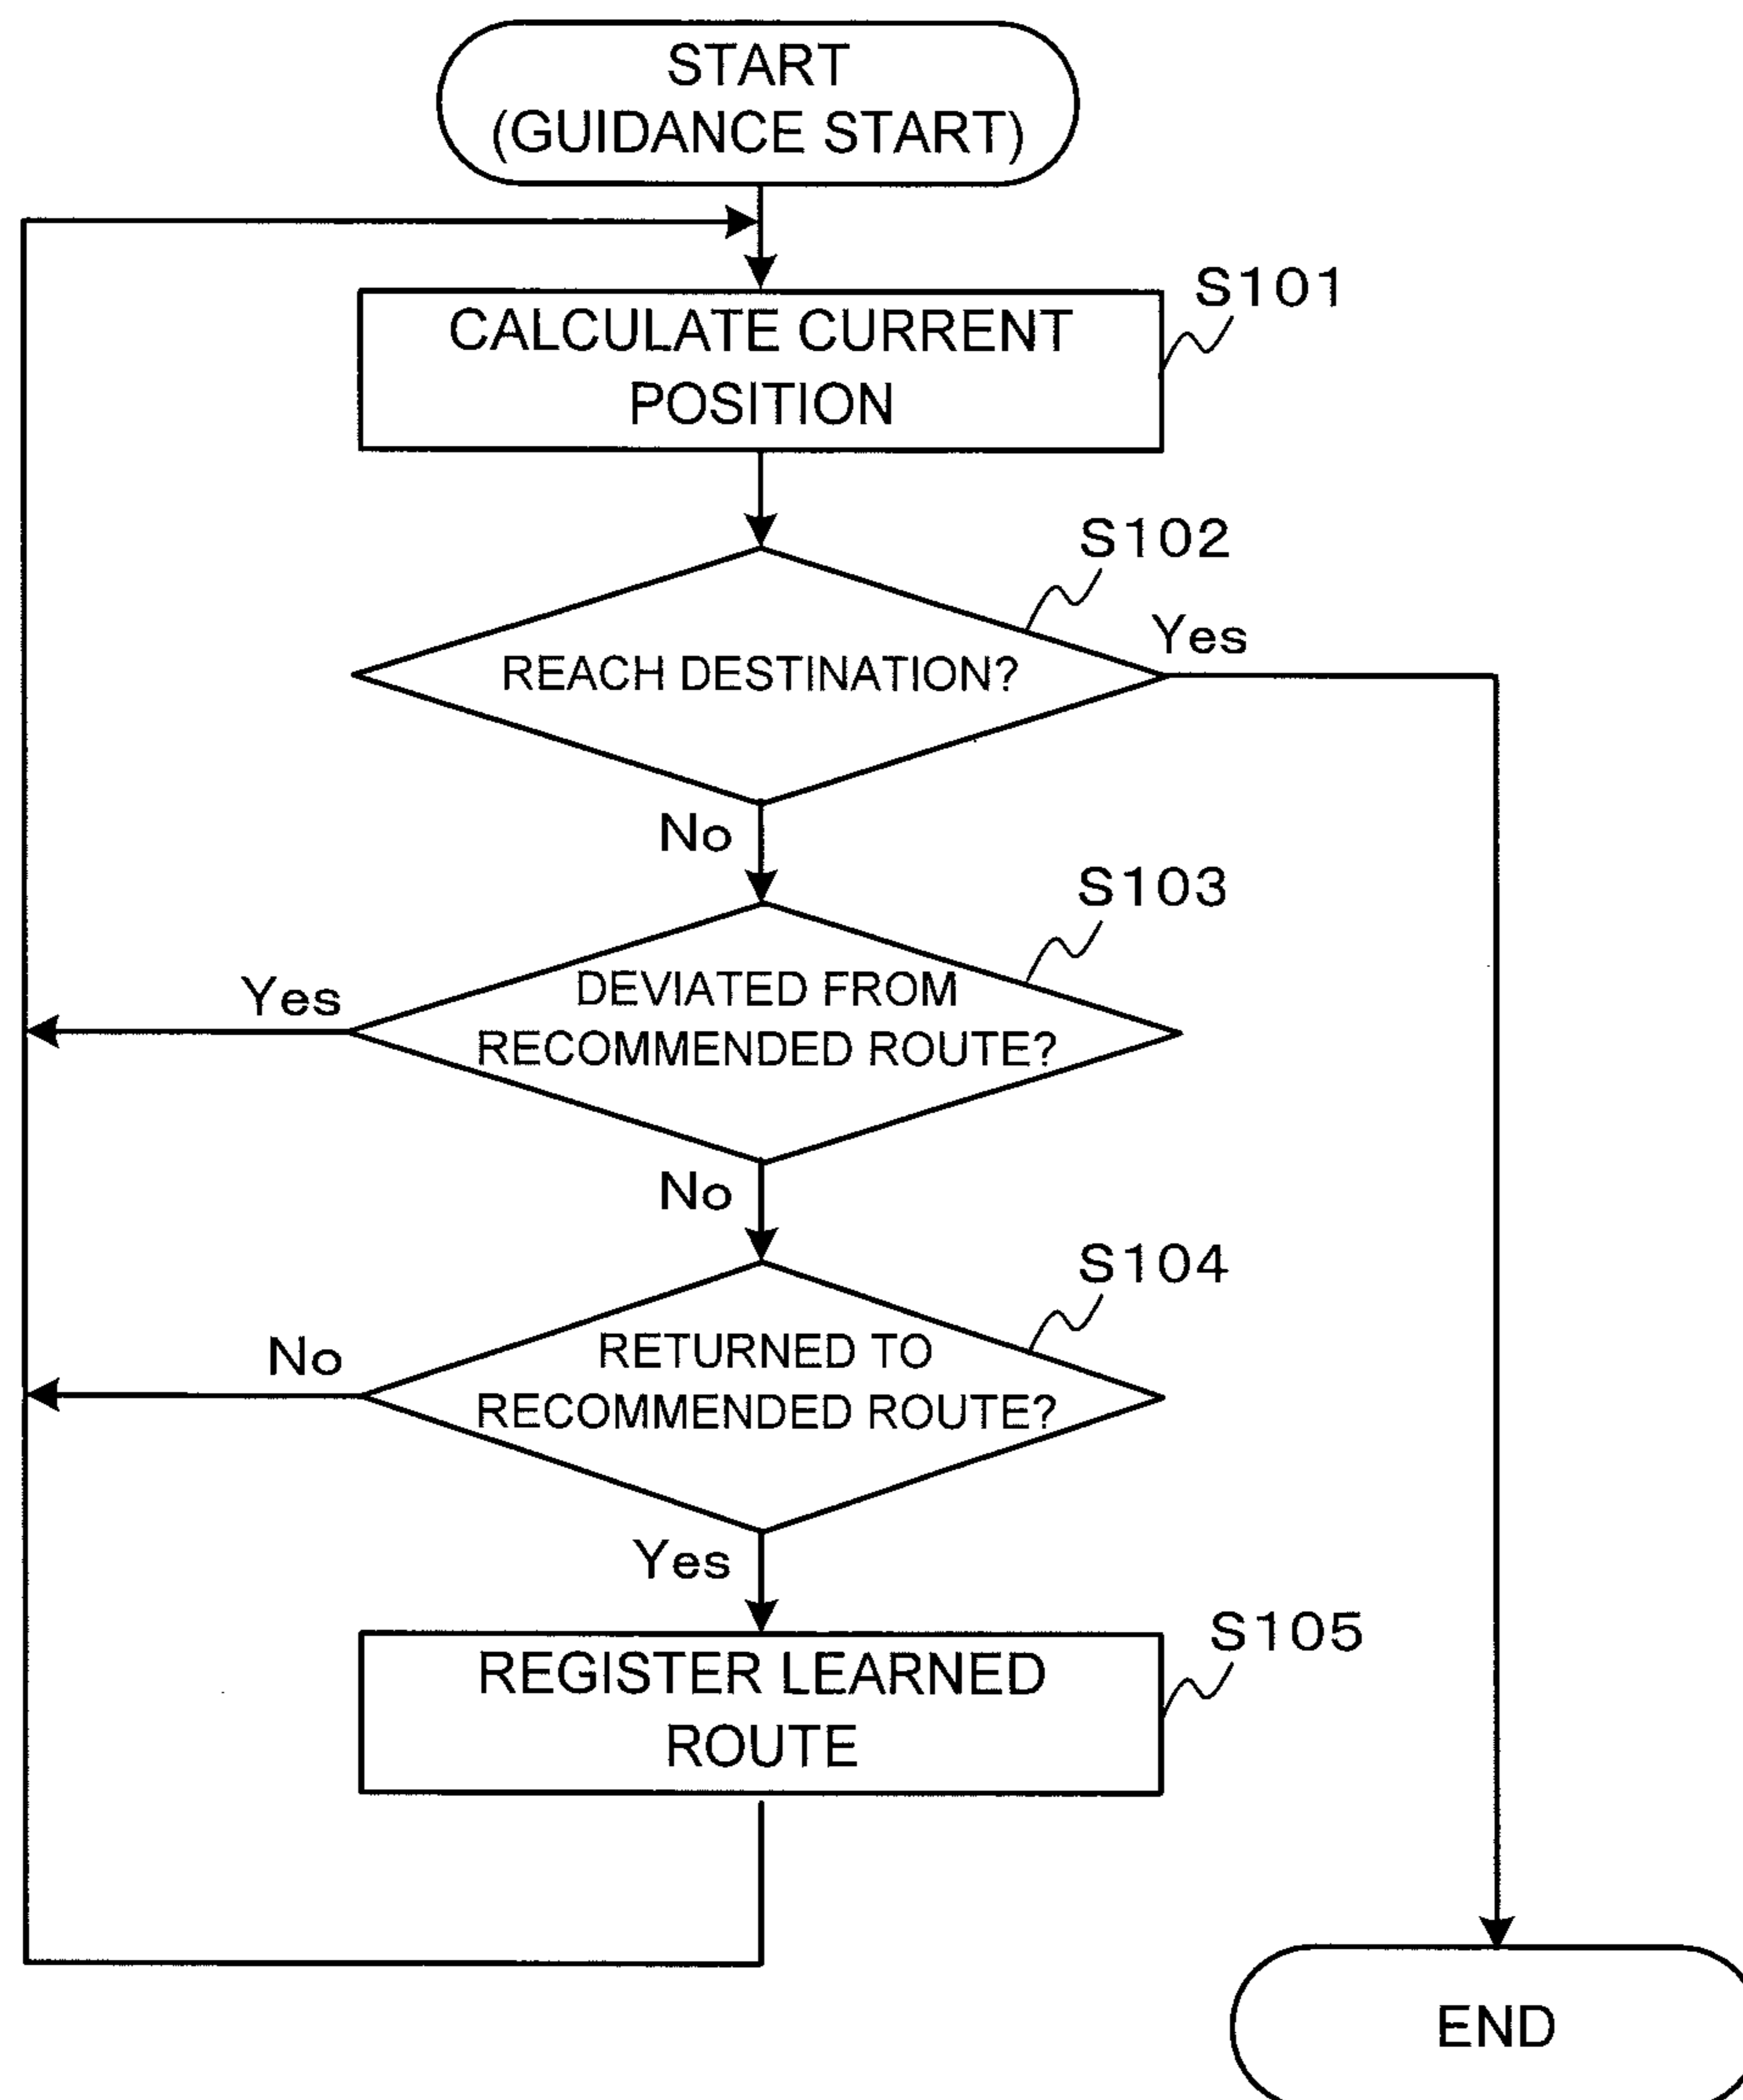 START
(GUIDANCE START)
S101
CALCULATE CURRENT
POSITION
S102
Yes
REACH DESTINATION?
No
S103
Yes
DEVIATED FROM
RECOMMENDED ROUTE?
No
S104
No
RETURNED TO
RECOMMENDED ROUTE?
Yes
S105
REGISTER LEARNED
ROUTE
END